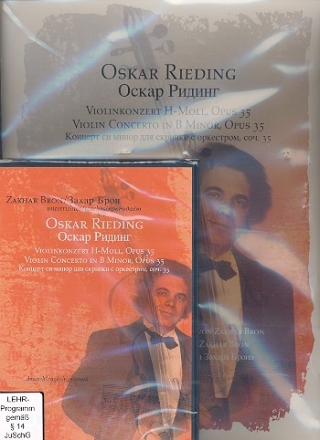 OSKAR RIEDING
Оскар Ридинг
VIOLINKONZERT H-MOLL, OPUS 35
VIOLIN CONCERTO IN B MINOR, OPUS 35
Концерт си минор для скрипки с оркестром, соч. 35
ZAKHAR BRON/Захар Брон
OSKAR RIEDING
Оскар Ридинг
VIOLINKONZERT H-MOLL, OPUS 35
VIOLIN CONCERTO IN B MINOR, OPUS 35
Концерт си минор для скрипки с оркестром, соч. 35
ZAKHAR BRON
ZAKHAR BRON
Захар Брон
LEHR-
Programm
gemäß
§ 14
JuSchG